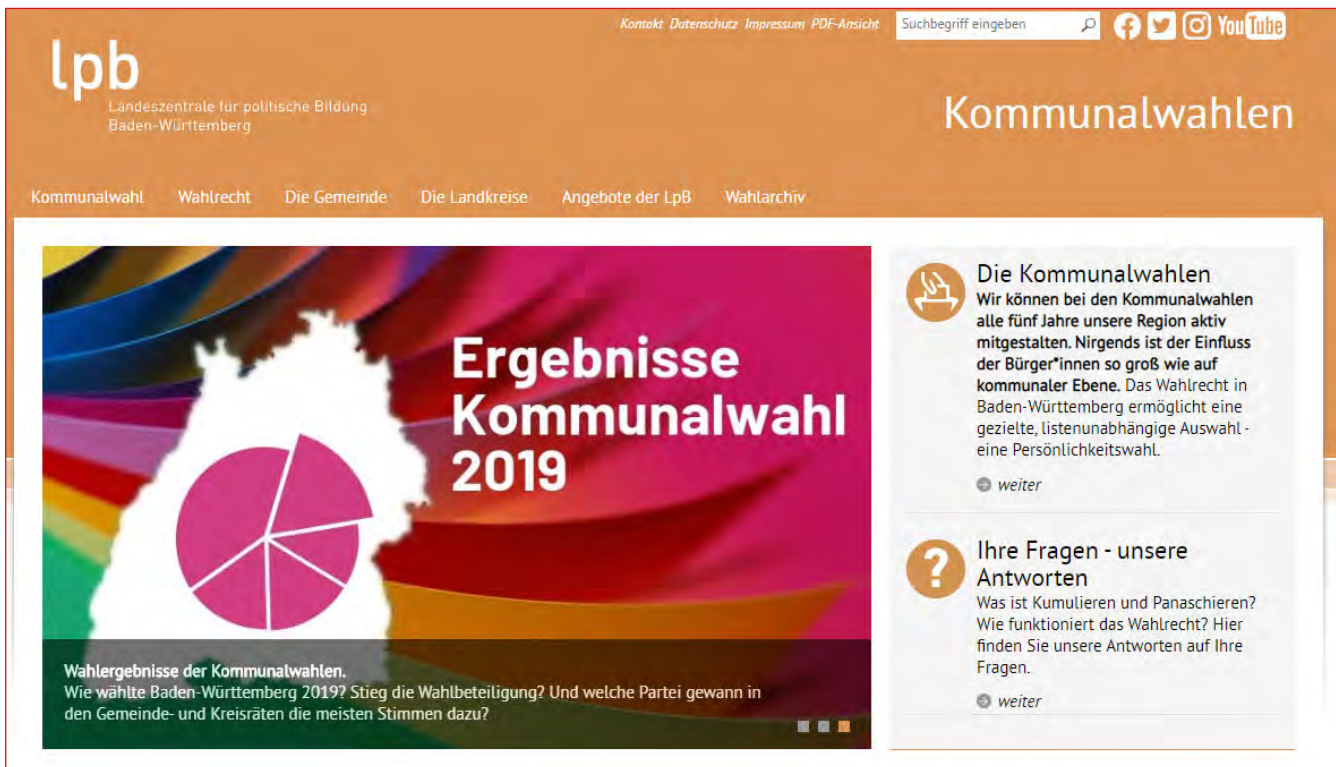 Kontakt Datenschutz Impressum PDF-Ansicht
Suchbegriff eingeben
You Tube
lpb
Landeszentrale für politische Bildung
Baden-Württemberg
Kommunalwahlen
Kommunalwahl Wahlrecht Die Gemeinde Die Landkreise Angebote der LpB Wahlarchiv
Ergebnisse
Kommunalwahl
2019
Wahlergebnisse der Kommunalwahlen.
Wie wählte Baden-Württemberg 2019? Stieg die Wahlbeteiligung? Und welche Partei gewann in
den Gemeinde- und Kreisräten die meisten Stimmen dazu?
Die Kommunalwahlen
Wir können bei den Kommunalwahlen
alle fünf Jahre unsere Region aktiv
mitgestalten. Nirgends ist der Einfluss
der Bürger*innen so groß wie auf
kommunaler Ebene. Das Wahlrecht in
Baden-Württemberg ermöglicht eine
gezielte, listenunabhängige Auswahl -
eine Persönlichkeitswahl.
weiter
?
Ihre Fragen - unsere
Antworten
Was ist Kumulieren und Panaschieren?
Wie funktioniert das Wahlrecht? Hier
finden Sie unsere Antworten auf Ihre
Fragen.
weiter